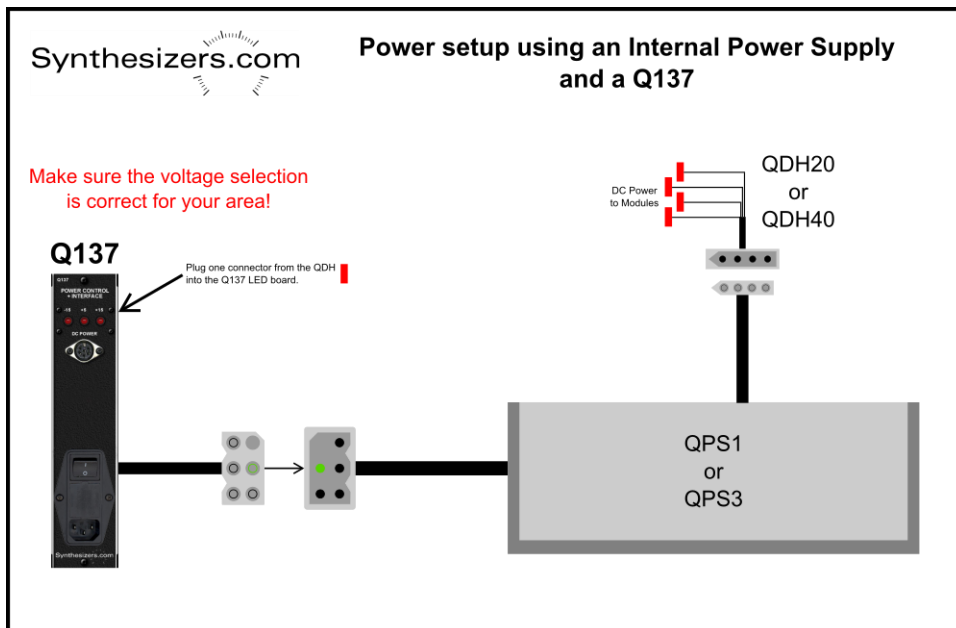 Synthesizers.com
Power setup using an Internal Power Supply
and a Q137
Make sure the voltage selection
is correct for your area!
QDH20
or
QDH40
DC Power
to Modules
Q137
Plug one connector from the QDH
into the Q137 LED board.
Q137
POWER CONTROL
+ INTERFACE
-15 +5 +15
DC POWER
I
O
Synthesizers.com
QPS1
or
QPS3